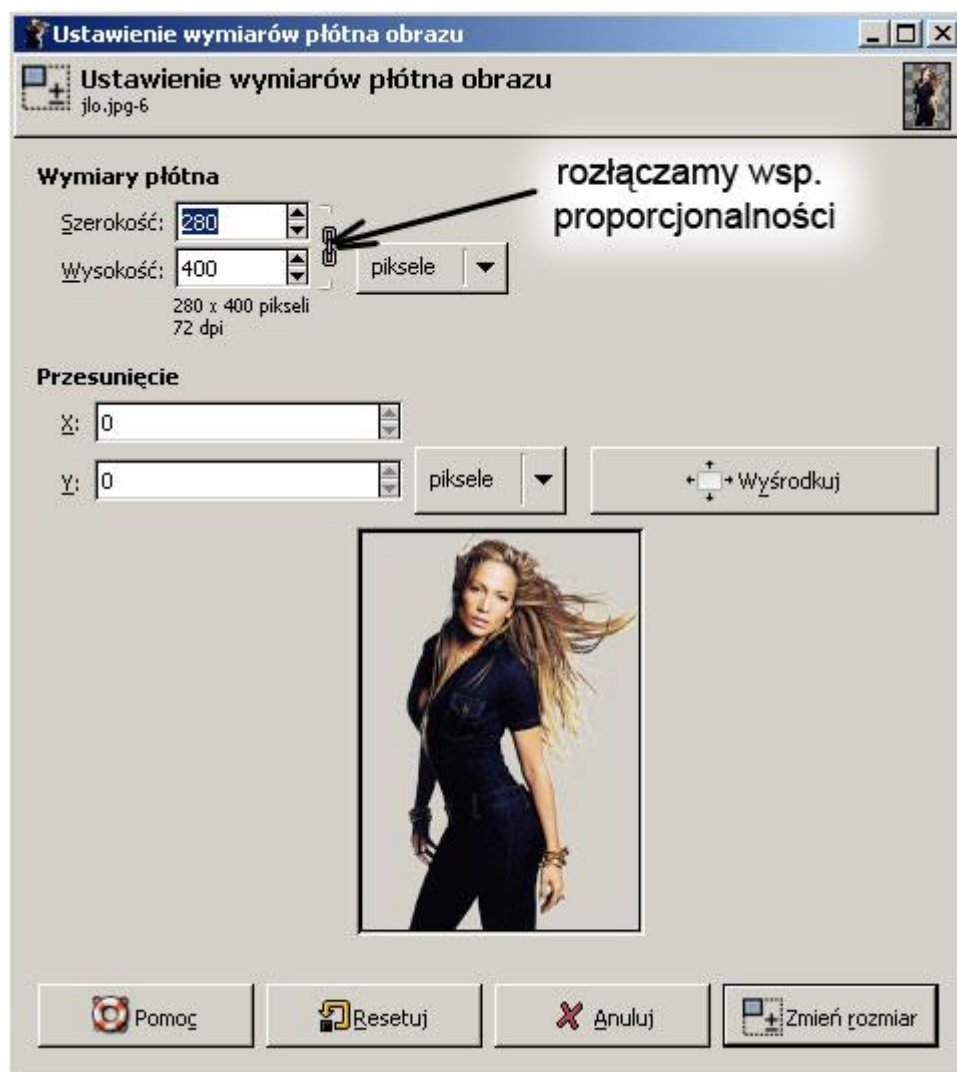 Ustawienie wymiarów płótna obrazu
Ustawienie wymiarów płótna obrazu
jlo.jpg-6
Wymiary płótna
rozłączamy wsp.
proporcjonalności
Szerokość: 280
Wysokość: 400
piksele
280 x 400 pikseli
72 dpi
Przesunięcie
X: 0
Y: 0
piksele
Wyśrodkuj
Pomoc
Resetuj
Anuluj
Zmień rozmiar